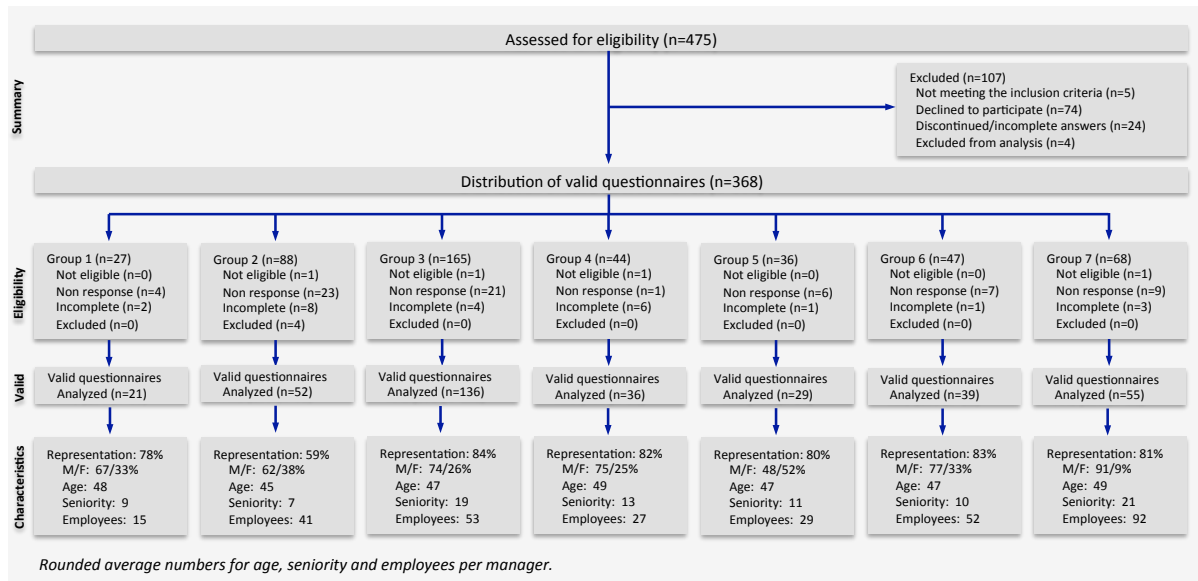 Assessed for eligibility (n=475)
Summary
Excluded (n=107)
Not meeting the inclusion criteria (n=5)
Declined to participate (n=74)
Discontinued/incomplete answers (n=24)
Excluded from analysis (n=4)
Distribution of valid questionnaires (n=368)
Eligibility
Group 1 (n=27)
Not eligible (n=0)
Non response (n=4)
Incomplete (n=2)
Excluded (n=0)
Group 2 (n=88)
Not eligible (n=1)
Non response (n=23)
Incomplete (n=8)
Excluded (n=4)
Group 3 (n=165)
Not eligible (n=1)
Non response (n=21)
Incomplete (n=4)
Excluded (n=0)
Group 4 (n=44)
Not eligible (n=1)
Non response (n=1)
Incomplete (n=6)
Excluded (n=0)
Group 5 (n=36)
Not eligible (n=0)
Non response (n=6)
Incomplete (n=1)
Excluded (n=0)
Group 6 (n=47)
Not eligible (n=0)
Non response (n=7)
Incomplete (n=1)
Excluded (n=0)
Group 7 (n=68)
Not eligible (n=1)
Non response (n=9)
Incomplete (n=3)
Excluded (n=0)
Valid
Valid questionnaires
Analyzed (n=21)
Valid questionnaires
Analyzed (n=52)
Valid questionnaires
Analyzed (n=136)
Valid questionnaires
Analyzed (n=36)
Valid questionnaires
Analyzed (n=29)
Valid questionnaires
Analyzed (n=39)
Valid questionnaires
Analyzed (n=55)
Characteristics
Representation: 78%
M/F: 67/33%
Age: 48
Seniority: 9
Employees: 15
Representation: 59%
M/F: 62/38%
Age: 45
Seniority: 7
Employees: 41
Representation: 84%
M/F: 74/26%
Age: 47
Seniority: 19
Employees: 53
Representation: 82%
M/F: 75/25%
Age: 49
Seniority: 13
Employees: 27
Representation: 80%
M/F: 48/52%
Age: 47
Seniority: 11
Employees: 29
Representation: 83%
M/F: 77/33%
Age: 47
Seniority: 10
Employees: 52
Representation: 81%
M/F: 91/9%
Age: 49
Seniority: 21
Employees: 92
Rounded average numbers for age, seniority and employees per manager.